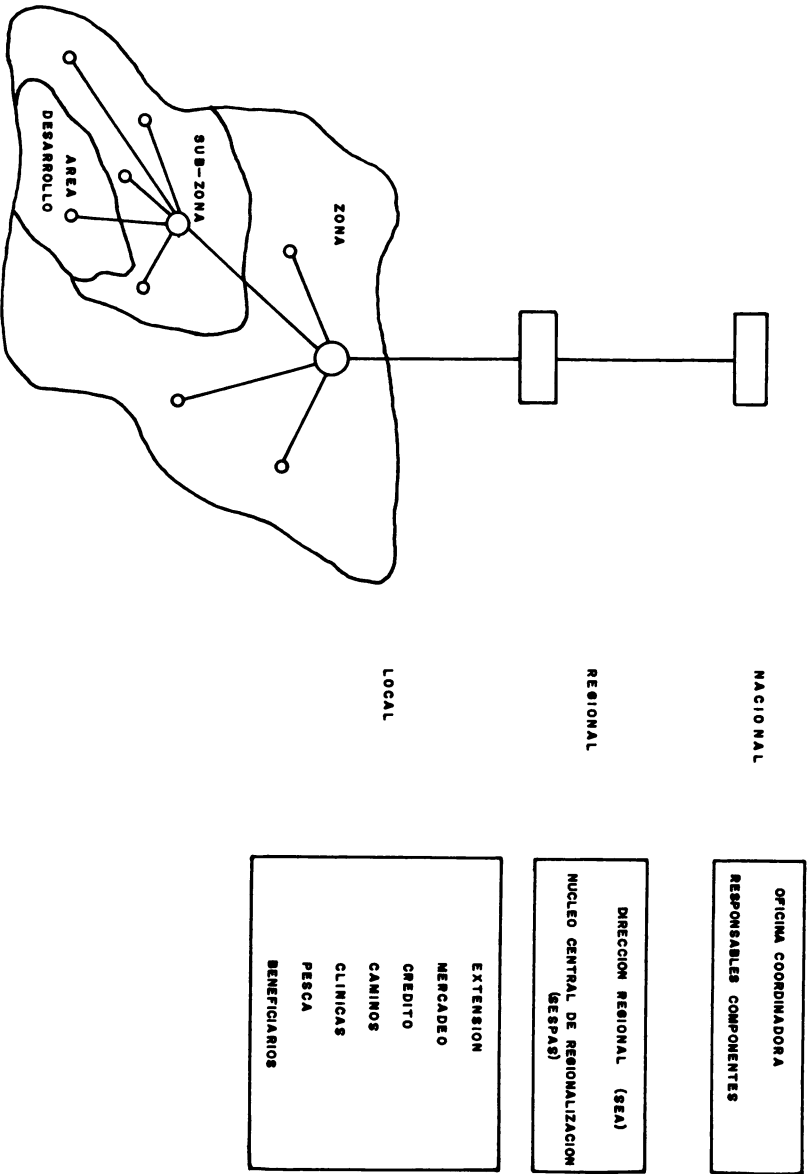 NACIONAL
OFICINA COORDINADORA
RESPONSABLES COMPONENTES
REGIONAL
DIRECCION REGIONAL (SEA)
NUCLEO CENTRAL DE REGIONALIZACION
(SESPAS)
LOCAL
EXTENSION
MERCADEO
CREDITO
CAMINOS
CLINICAS
PESCA
BENEFICIARIOS
ZONA
SUB-ZONA
AREA
DESARROLLO